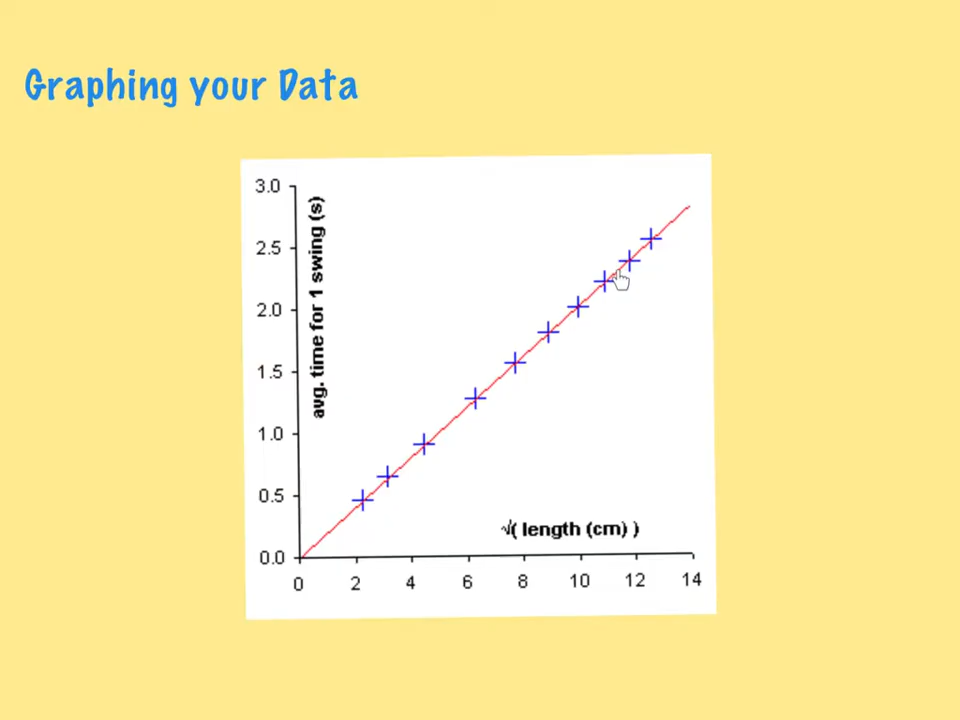 Graphing your Data
3.0
avg. time for 1 swing (s)
2.5
2.0
1.5
1.0
0.5
√( length (cm) )
0.0
0 2 4 6 8 10 12 14